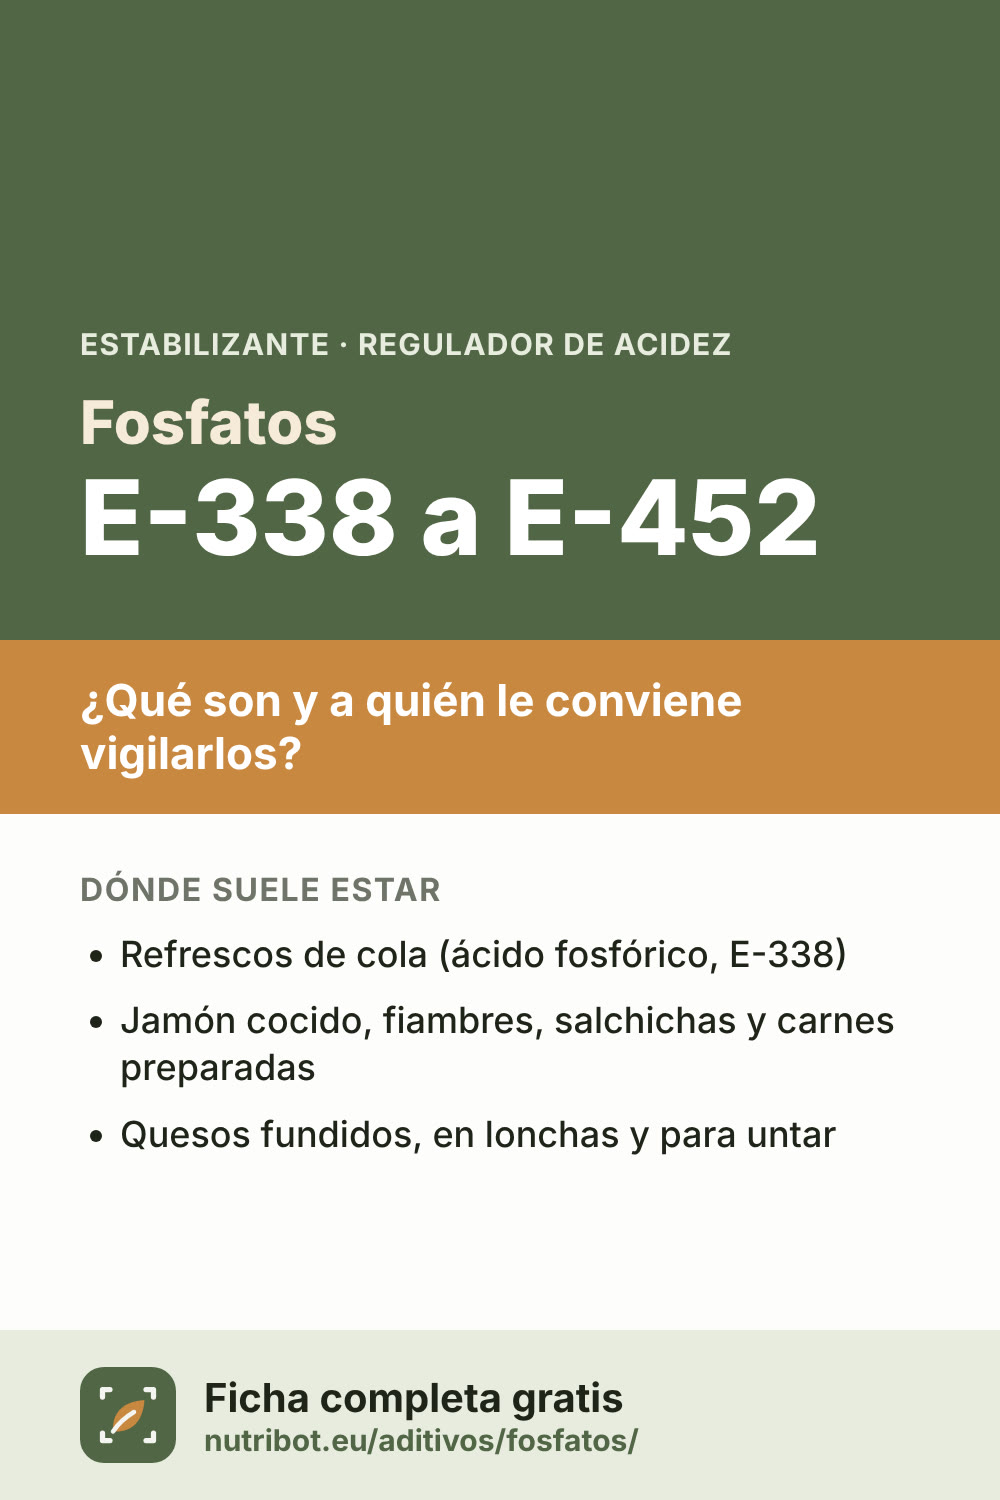 ESTABILIZANTE · REGULADOR DE ACIDEZ
Fosfatos
E-338 a E-452
¿Qué son y a quién le conviene
vigilarlos?
DÓNDE SUELE ESTAR
• Refrescos de cola (ácido fosfórico, E-338)
• Jamón cocido, fiambres, salchichas y carnes
preparadas
• Quesos fundidos, en lonchas y para untar
Ficha completa gratis
nutribot.eu/aditivos/fosfatos/